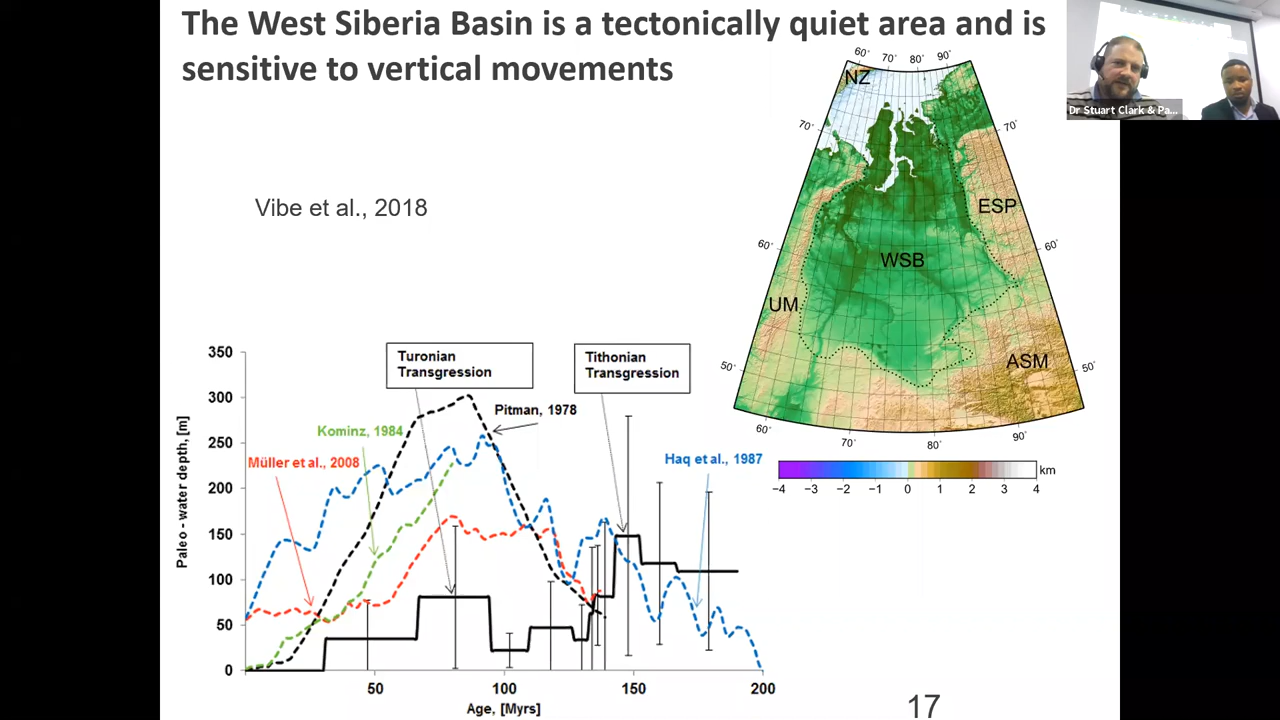 The West Siberia Basin is a tectonically quiet area and is
sensitive to vertical movements
Dr Stuart Clark & Pa...
Vibe et al., 2018
60° 70° 80° 90°
NZ
70°
70°
ESP
60°
60°
WSB
UM
ASM
50°
50°
60°
70°
80°
90°
km
−4 −3 −2 −1 0 1 2 3 4
Turonian
Transgression
Tithonian
Transgression
Pitman, 1978
Kominz, 1984
Müller et al., 2008
Haq et al., 1987
Paleo - water depth, [m]
350
300
250
200
150
100
50
0
50 100 150 200
Age, [Myrs]
17